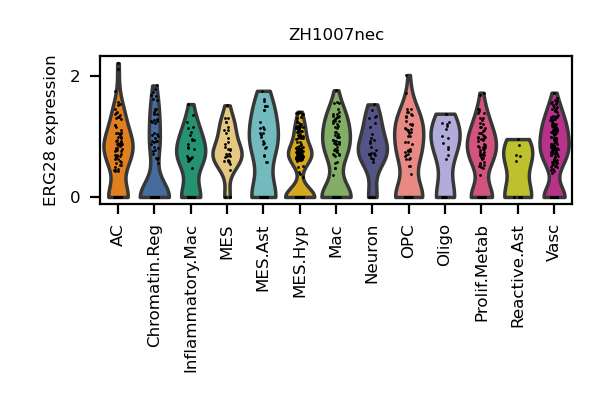 ZH1007nec
ERG28 expression
2
0
AC
Chromatin.Reg
Inflammatory.Mac
MES
MES.Ast
MES.Hyp
Mac
Neuron
OPC
Oligo
Prolif.Metab
Reactive.Ast
Vasc